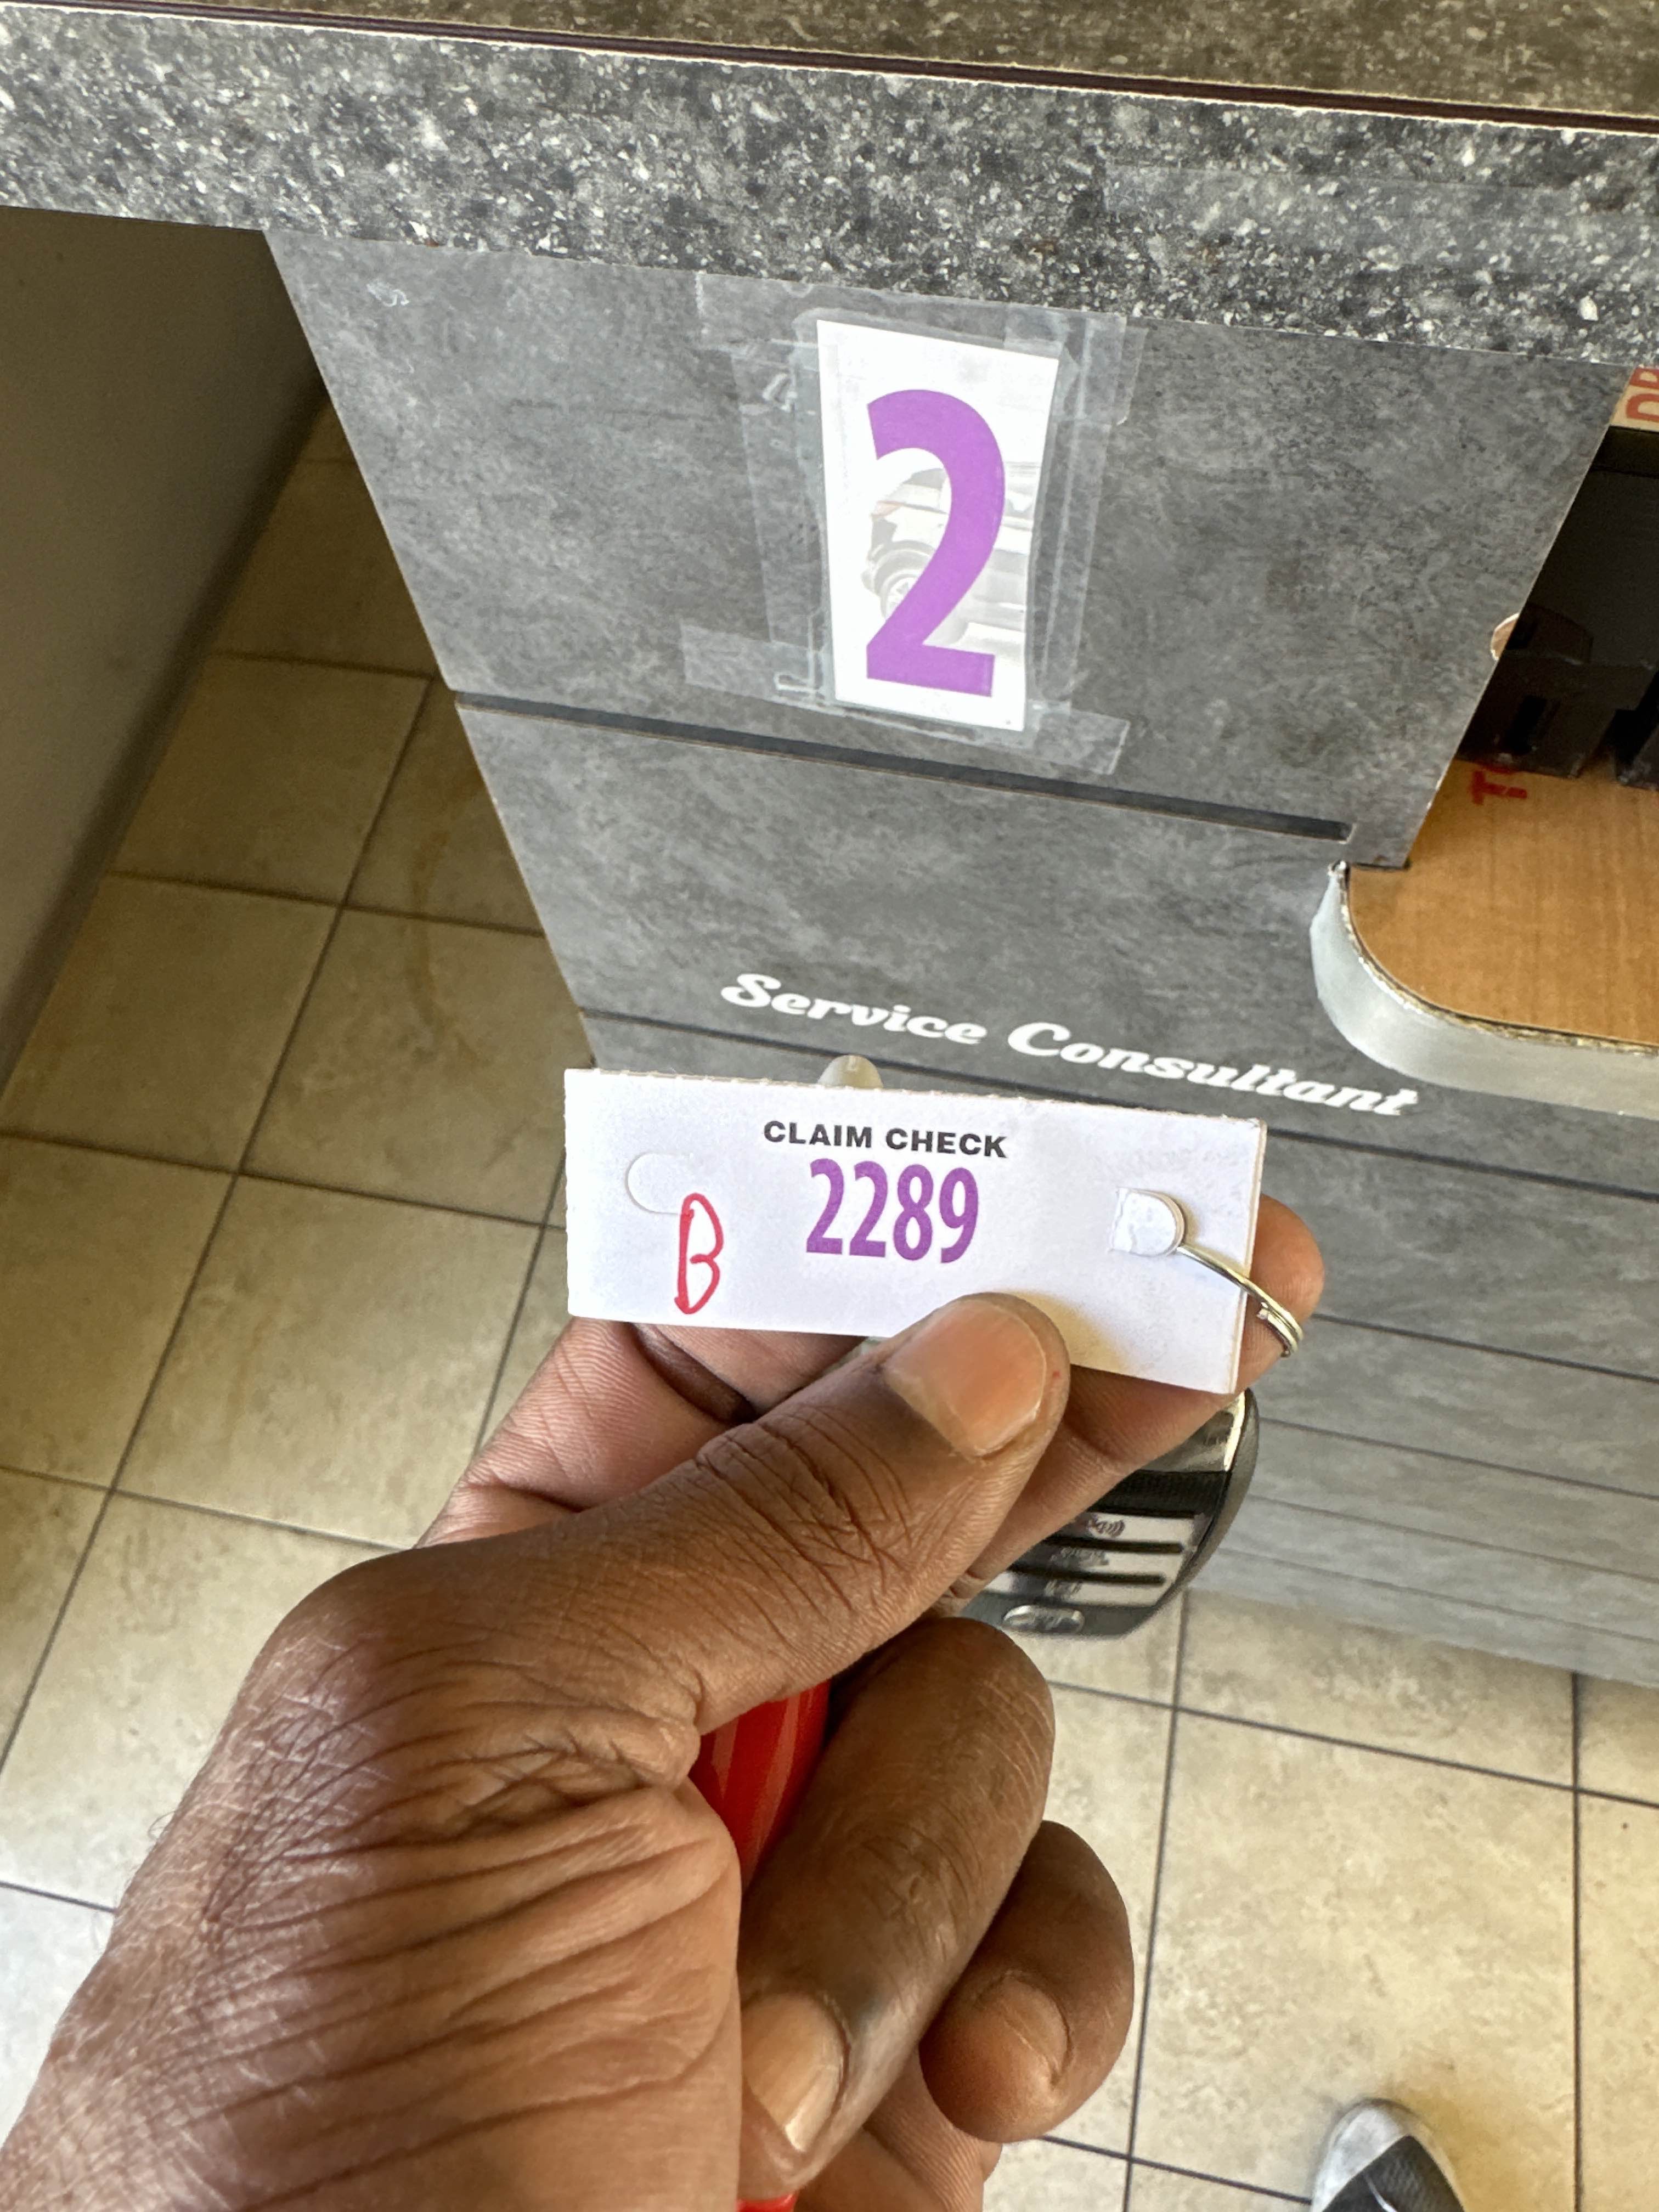 2
Service Consultant
CLAIM CHECK
2289
B